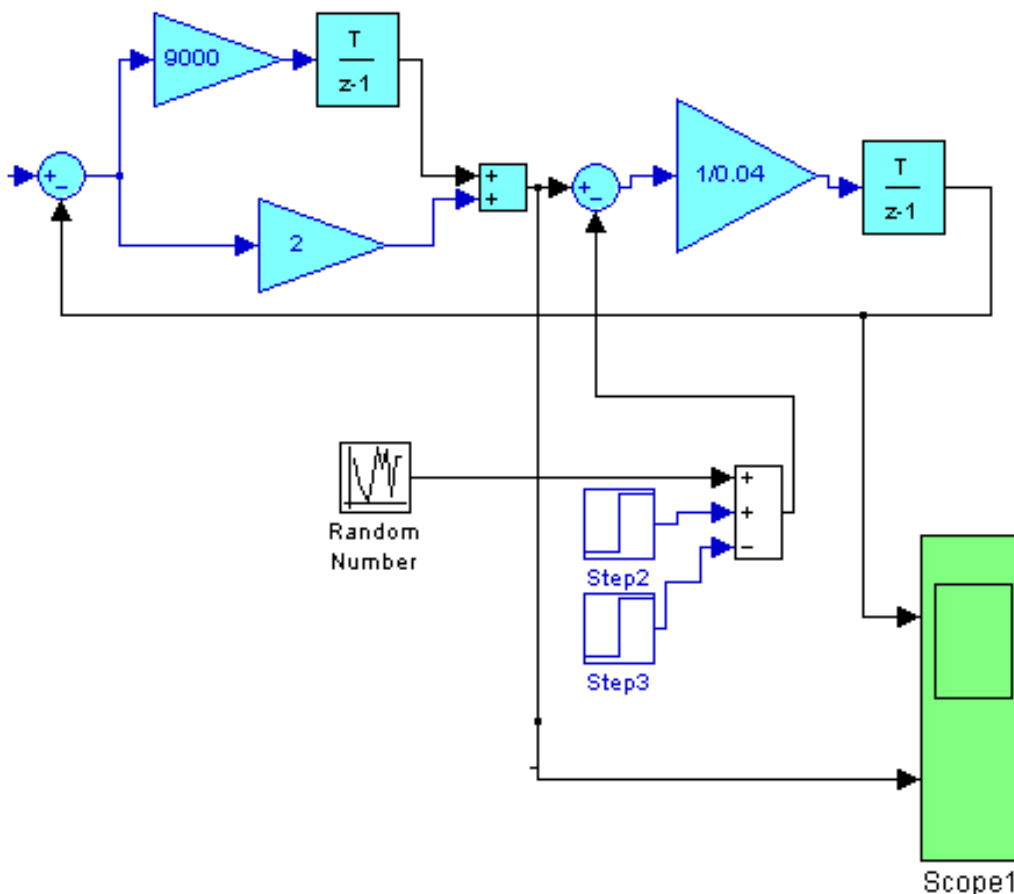 9000
T
z-1
+
−
+
+
2
+
−
1/0.04
T
z-1
Random
Number
+
+
−
Step2
Step3
Scope1